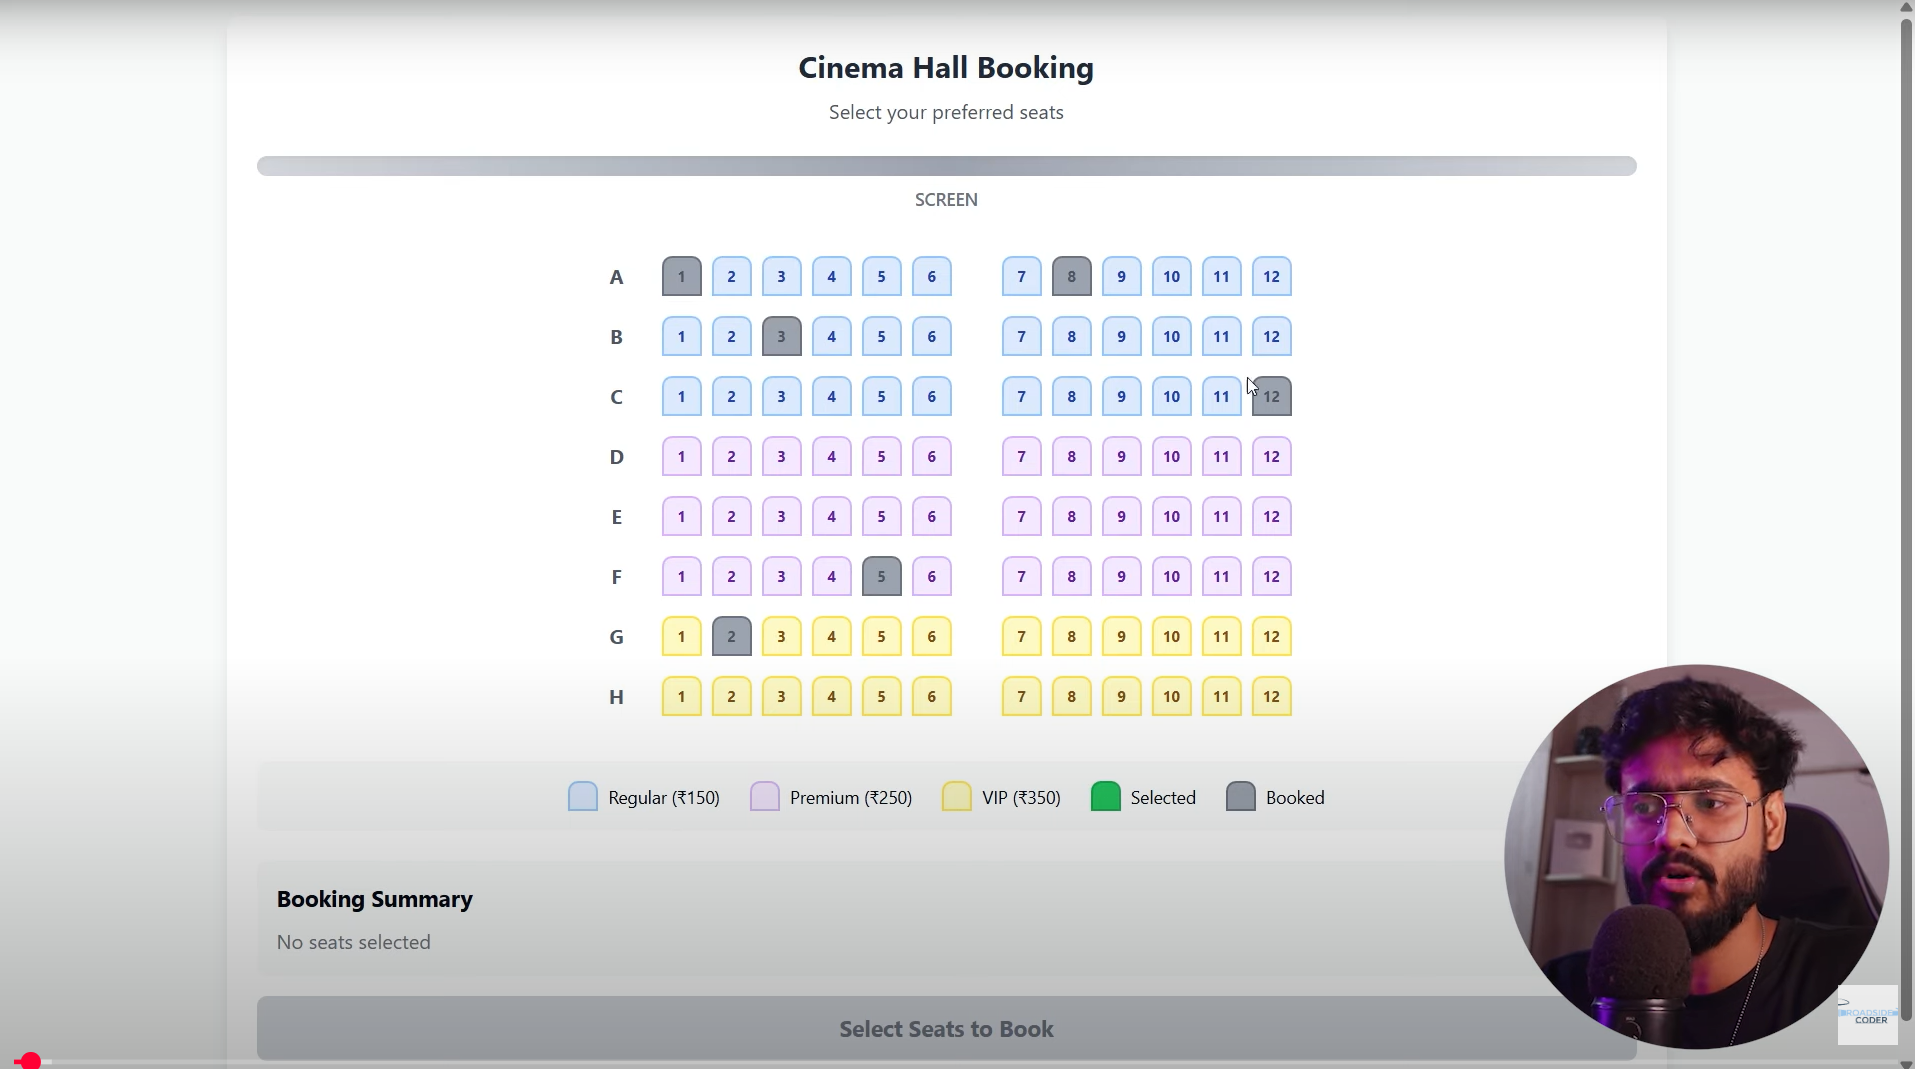 Cinema Hall Booking
Select your preferred seats
SCREEN
A 1 2 3 4 5 6 7 8 9 10 11 12
B 1 2 3 4 5 6 7 8 9 10 11 12
C 1 2 3 4 5 6 7 8 9 10 11 12
D 1 2 3 4 5 6 7 8 9 10 11 12
E 1 2 3 4 5 6 7 8 9 10 11 12
F 1 2 3 4 5 6 7 8 9 10 11 12
G 1 2 3 4 5 6 7 8 9 10 11 12
H 1 2 3 4 5 6 7 8 9 10 11 12
Regular (₹150) Premium (₹250) VIP (₹350) Selected Booked
Booking Summary
No seats selected
Select Seats to Book
ROADSIDE
CODER